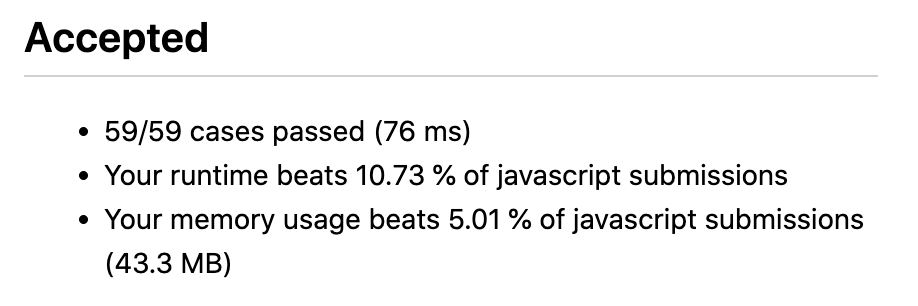 Accepted
• 59/59 cases passed (76 ms)
• Your runtime beats 10.73 % of javascript submissions
• Your memory usage beats 5.01 % of javascript submissions
(43.3 MB)